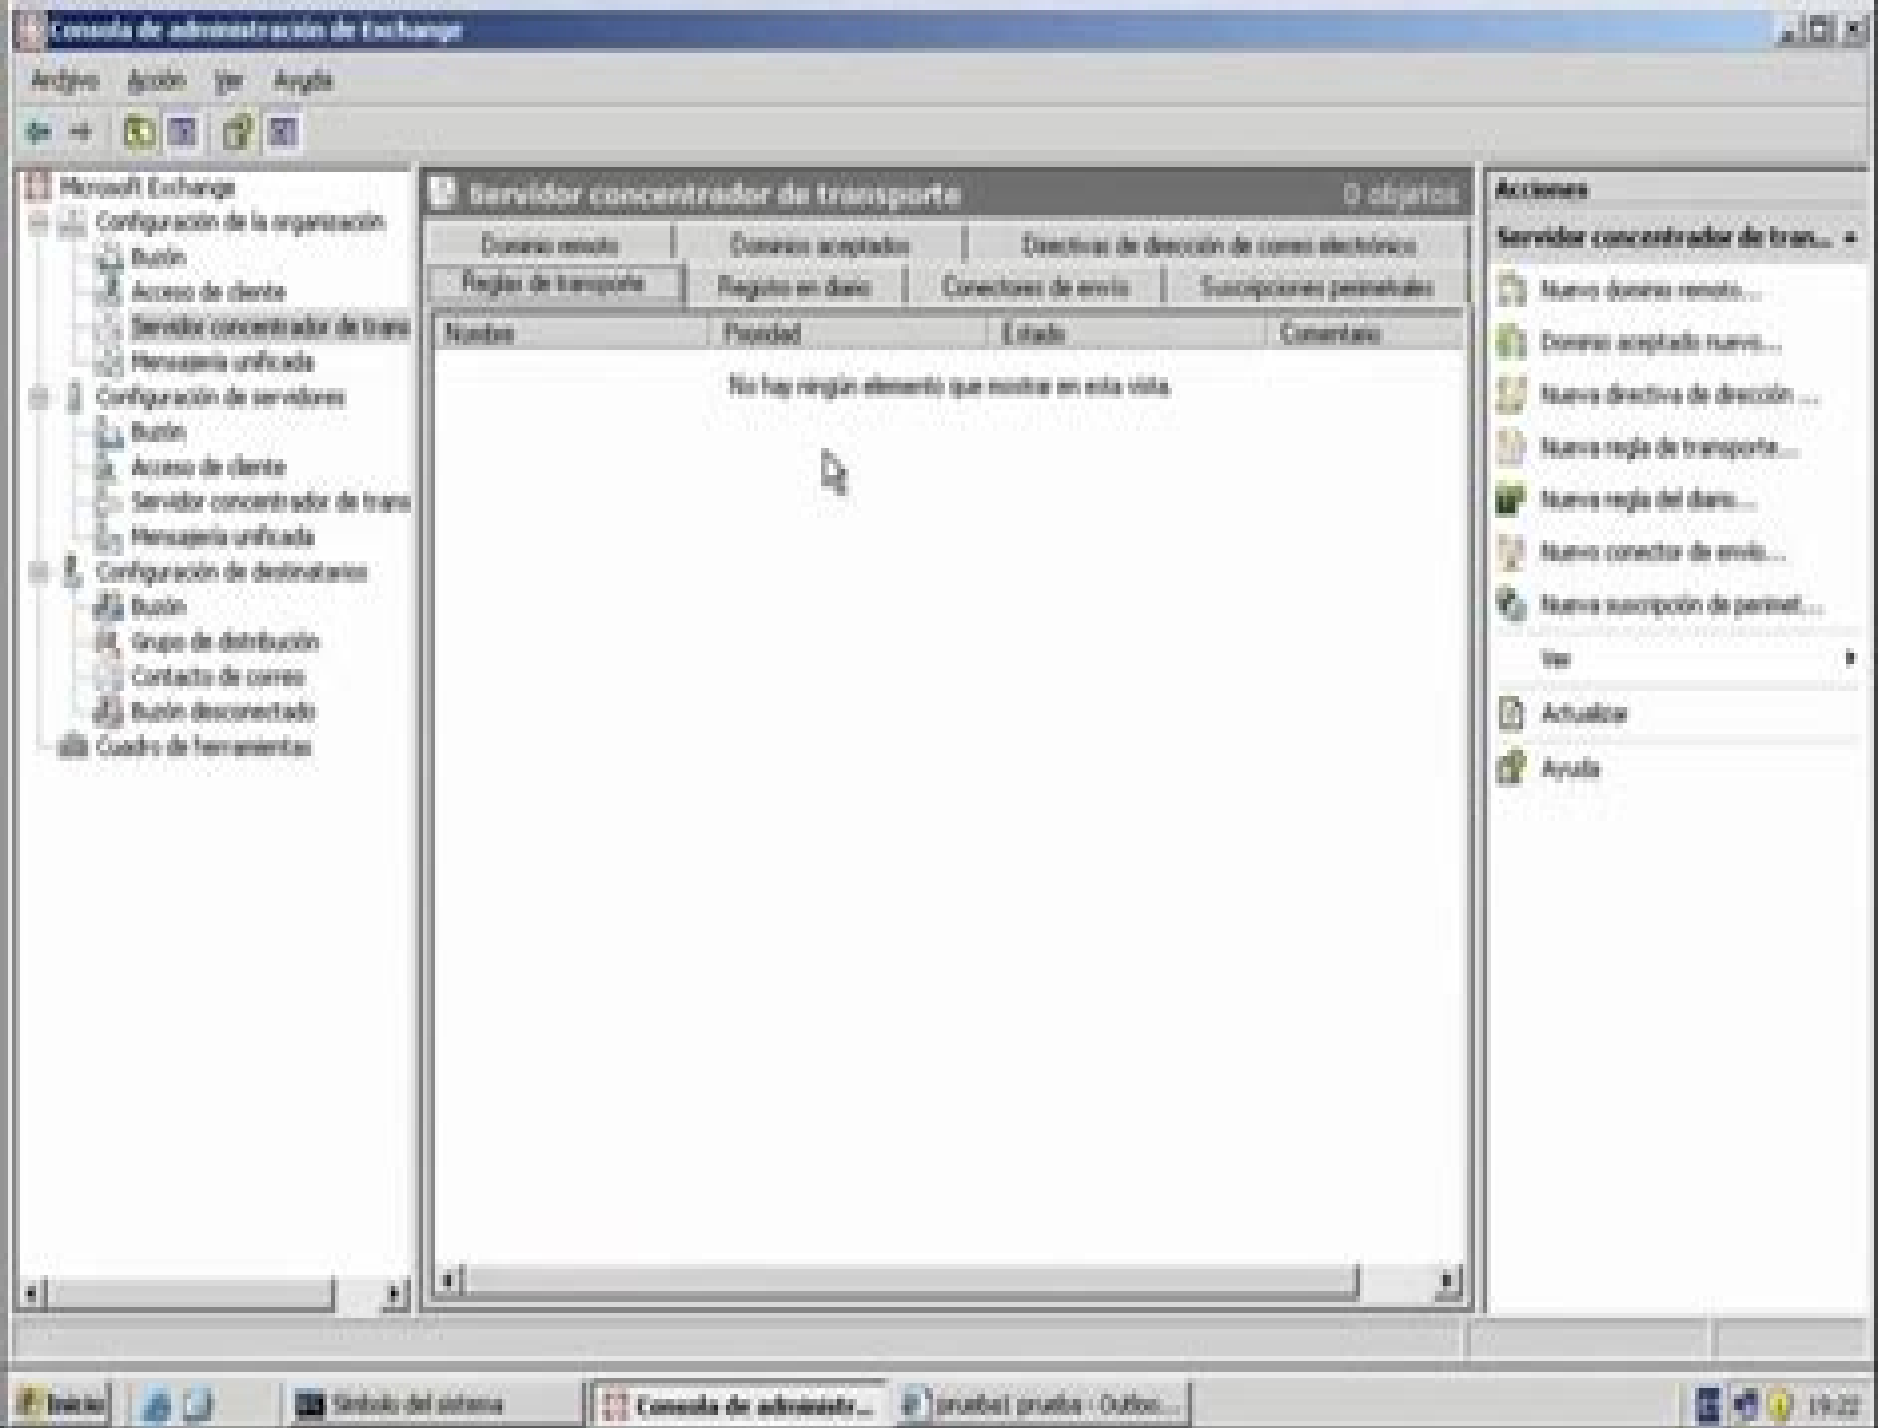 Consola de administración de Exchange
Archivo Acción Ver Ayuda
Microsoft Exchange
Configuración de la organización
Buzón
Acceso de cliente
Servidor concentrador de trans
Mensajería unificada
Configuración de servidores
Buzón
Acceso de cliente
Servidor concentrador de trans
Mensajería unificada
Configuración de destinatarios
Buzón
Grupo de distribución
Contacto de correo
Buzón desconectado
Cuadro de herramientas
Servidor concentrador de transporte 0 objetos
Dominio remoto Dominios aceptados Directivas de dirección de correo electrónico
Reglas de transporte Registro en diario Conectores de envío Suscripciones perimetrales
Nombre Prioridad Estado Comentario
No hay ningún elemento que mostrar en esta vista.
Acciones
Servidor concentrador de tran...
Nuevo dominio remoto...
Dominio aceptado nuevo...
Nueva directiva de dirección ...
Nueva regla de transporte...
Nueva regla del diario...
Nuevo conector de envío...
Nueva suscripción de perimet...
Ver
Actualizar
Ayuda
Inicio Símbolo del sistema Consola de administr... prueba1 prueba - Outloo... 19:22